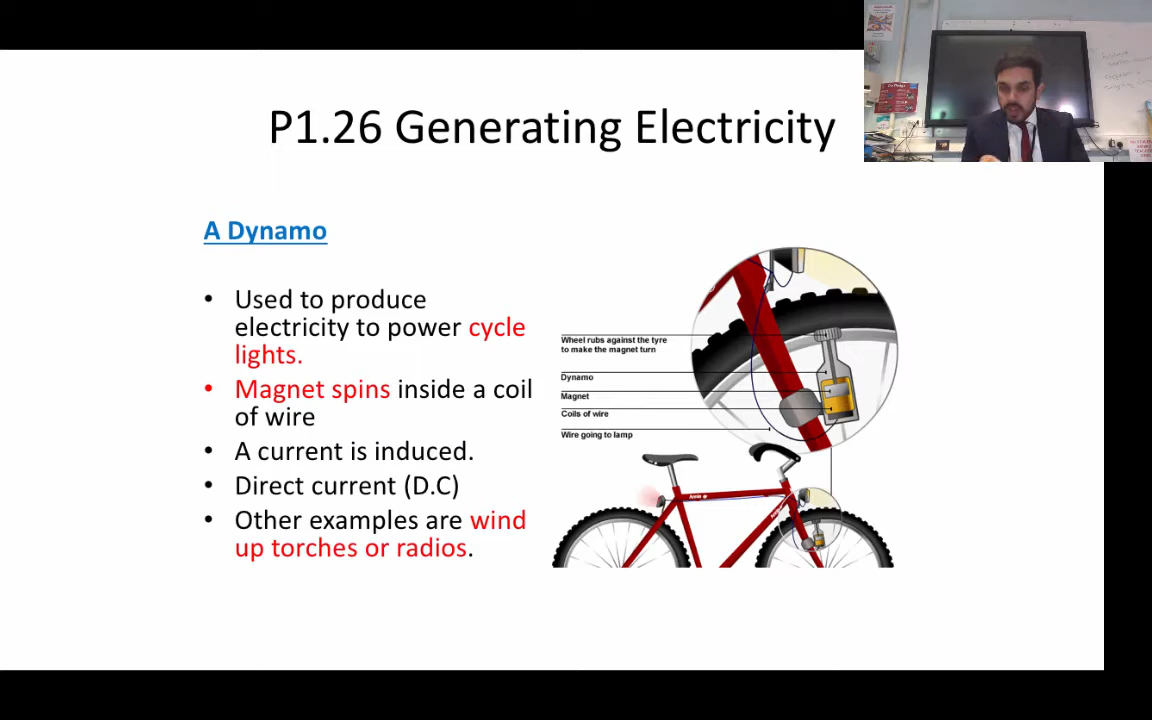 P1.26 Generating Electricity
A Dynamo
• Used to produce
electricity to power cycle
lights.
• Magnet spins inside a coil
of wire
• A current is induced.
• Direct current (D.C)
• Other examples are wind
up torches or radios.
Wheel rubs against the tyre
to make the magnet turn
Dynamo
Magnet
Coils of wire
Wire going to lamp